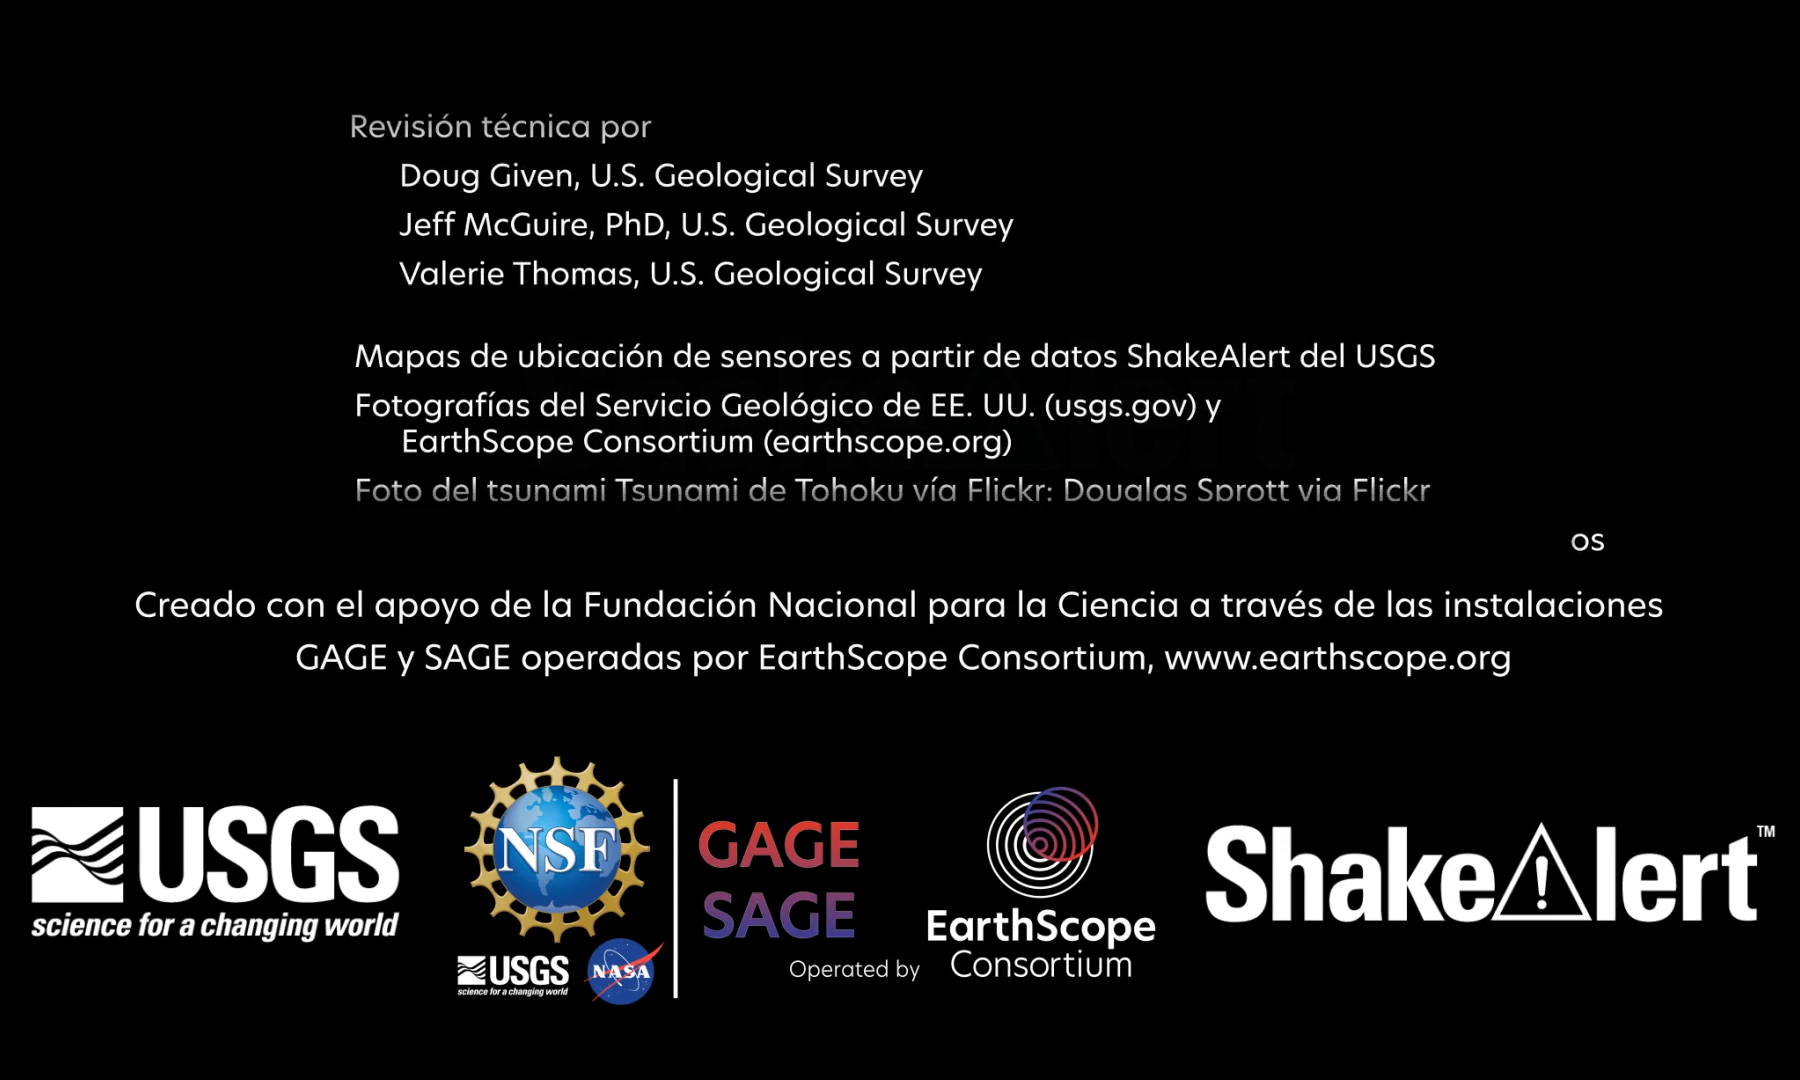 Revisión técnica por
Doug Given, U.S. Geological Survey
Jeff McGuire, PhD, U.S. Geological Survey
Valerie Thomas, U.S. Geological Survey
Mapas de ubicación de sensores a partir de datos ShakeAlert del USGS
Fotografías del Servicio Geológico de EE. UU. (usgs.gov) y
EarthScope Consortium (earthscope.org)
Foto del tsunami Tsunami de Tohoku vía Flickr: Douglas Sprott via Flickr
os
Creado con el apoyo de la Fundación Nacional para la Ciencia a través de las instalaciones
GAGE y SAGE operadas por EarthScope Consortium, www.earthscope.org
USGS
science for a changing world
NSF
USGS
science for a changing world
NASA
GAGE
SAGE
Operated by
EarthScope
Consortium
ShakeAlert™